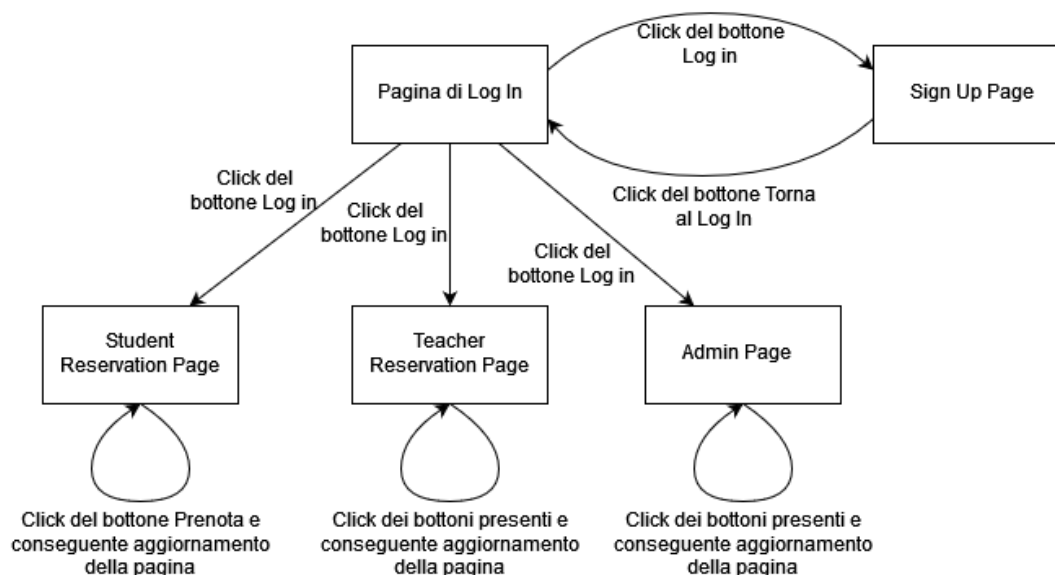 Click del bottone
Log in
Pagina di Log In
Sign Up Page
Click del
bottone Log in
Click del
bottone Log in
Click del bottone Torna
al Log In
Click del
bottone Log in
Student
Reservation Page
Teacher
Reservation Page
Admin Page
Click del bottone Prenota e
conseguente aggiornamento
della pagina
Click dei bottoni presenti e
conseguente aggiornamento
della pagina
Click dei bottoni presenti e
conseguente aggiornamento
della pagina